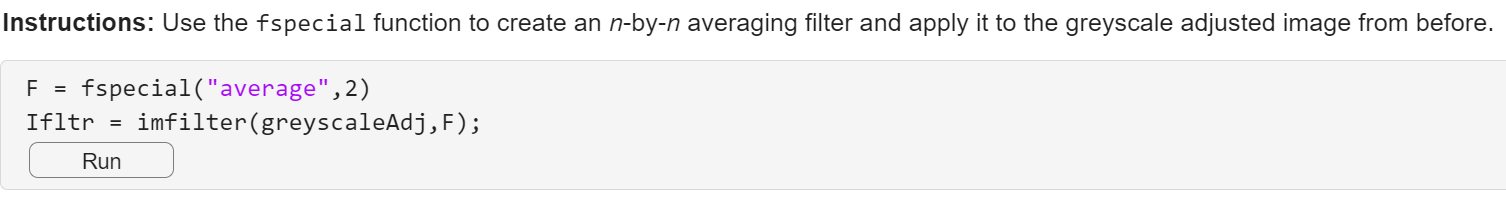 Instructions: Use the fspecial function to create an n-by-n averaging filter and apply it to the greyscale adjusted image from before.
F = fspecial("average",2)
Ifltr = imfilter(greyscaleAdj,F);
Run